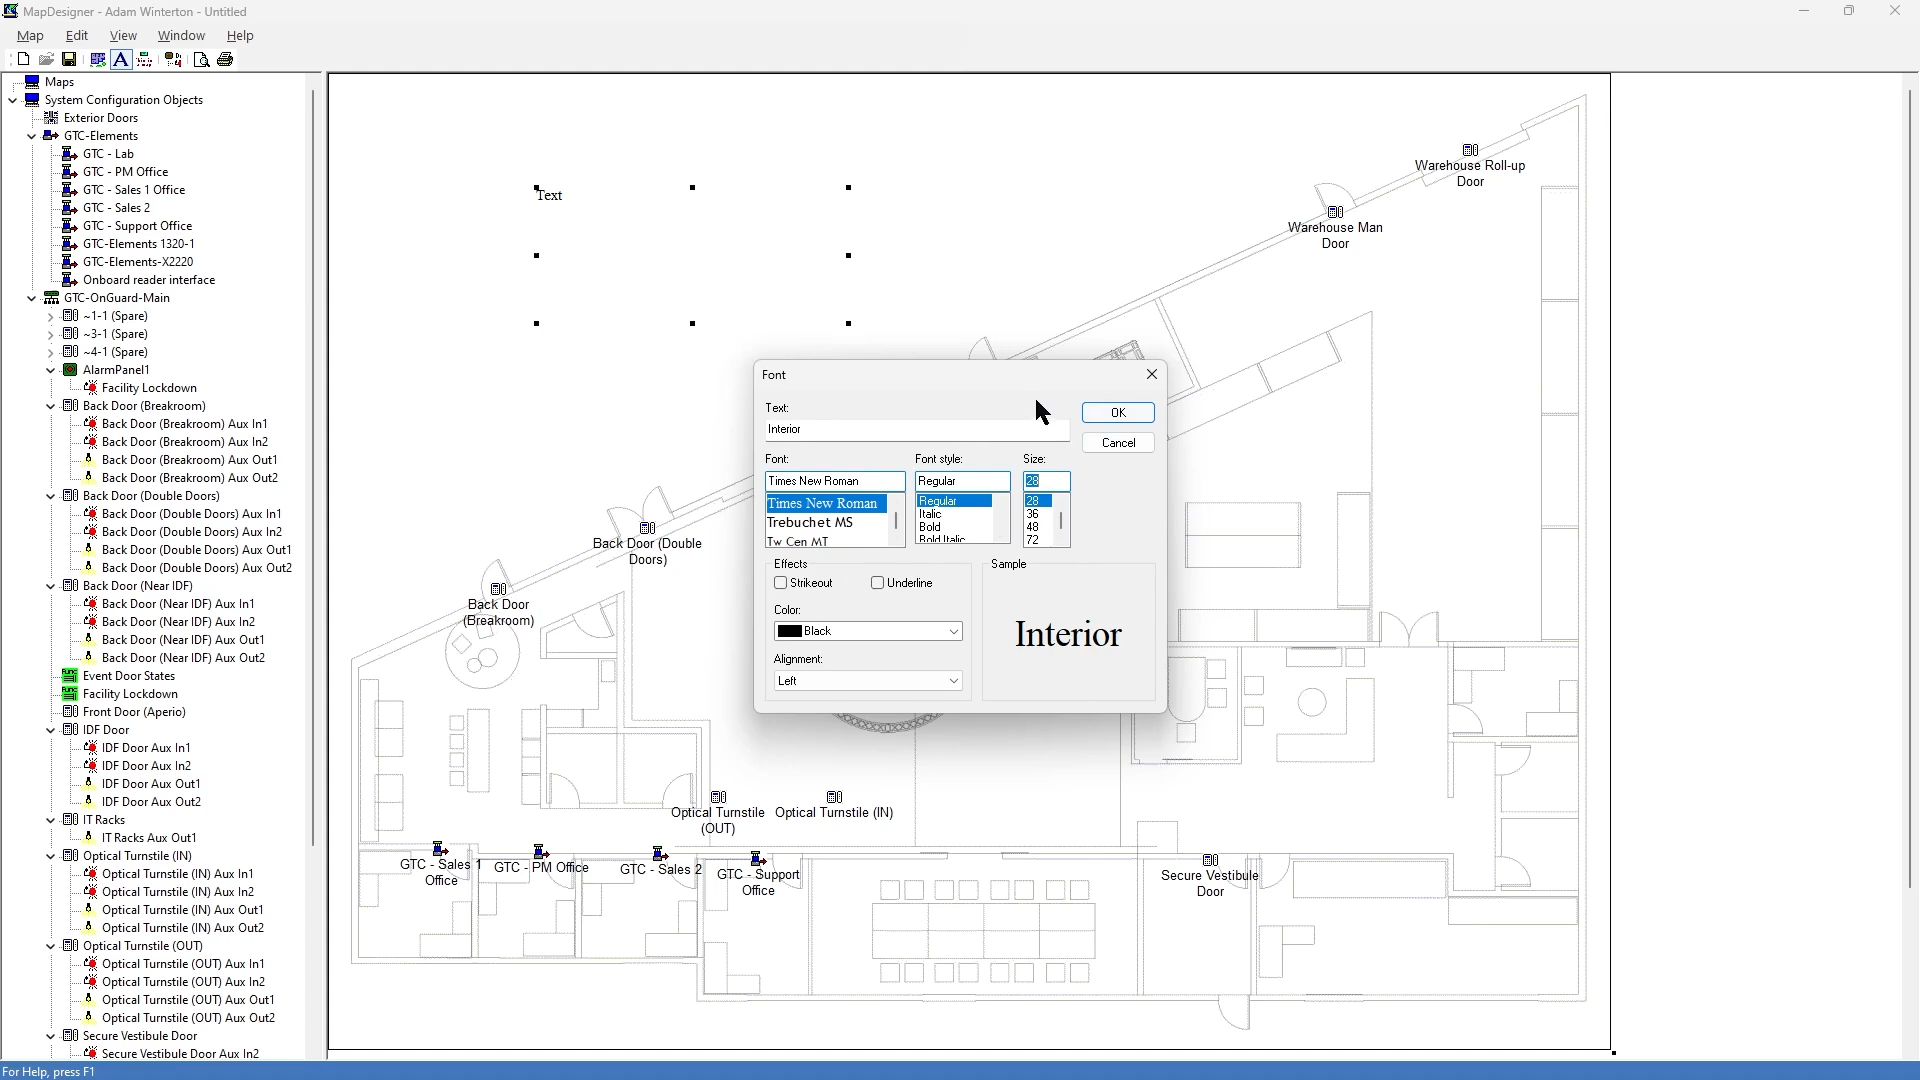 MapDesigner - Adam Winterton - Untitled
Map Edit View Window Help
Maps
System Configuration Objects
Exterior Doors
GTC-Elements
GTC - Lab
GTC - PM Office
GTC - Sales 1 Office
GTC - Sales 2
GTC - Support Office
GTC-Elements 1320-1
GTC-Elements-X2220
Onboard reader interface
GTC-OnGuard-Main
~1-1 (Spare)
~3-1 (Spare)
~4-1 (Spare)
AlarmPanel1
Facility Lockdown
Back Door (Breakroom)
Back Door (Breakroom) Aux In1
Back Door (Breakroom) Aux In2
Back Door (Breakroom) Aux Out1
Back Door (Breakroom) Aux Out2
Back Door (Double Doors)
Back Door (Double Doors) Aux In1
Back Door (Double Doors) Aux In2
Back Door (Double Doors) Aux Out1
Back Door (Double Doors) Aux Out2
Back Door (Near IDF)
Back Door (Near IDF) Aux In1
Back Door (Near IDF) Aux In2
Back Door (Near IDF) Aux Out1
Back Door (Near IDF) Aux Out2
Func
Event Door States
Func
Facility Lockdown
Front Door (Aperio)
IDF Door
IDF Door Aux In1
IDF Door Aux In2
IDF Door Aux Out1
IDF Door Aux Out2
IT Racks
IT Racks Aux Out1
Optical Turnstile (IN)
Optical Turnstile (IN) Aux In1
Optical Turnstile (IN) Aux In2
Optical Turnstile (IN) Aux Out1
Optical Turnstile (IN) Aux Out2
Optical Turnstile (OUT)
Optical Turnstile (OUT) Aux In1
Optical Turnstile (OUT) Aux In2
Optical Turnstile (OUT) Aux Out1
Optical Turnstile (OUT) Aux Out2
Secure Vestibule Door
Secure Vestibule Door Aux In2
Text
Warehouse Roll-up
Door
Warehouse Man
Door
Back Door (Double
Doors)
Back Door
(Breakroom)
Font
Text:
Interior
OK
Cancel
Font:
Times New Roman
Times New Roman
Trebuchet MS
Tw Cen MT
Font style:
Regular
Regular
Italic
Bold
Bold Italic
Size:
28
28
36
48
72
Effects
Strikeout
Underline
Color:
Black
Alignment:
Left
Sample
Interior
Optical Turnstile
(OUT)
Optical Turnstile (IN)
GTC - Sales 1
Office
GTC - PM Office
GTC - Sales 2
GTC - Support
Office
Secure Vestibule
Door
For Help, press F1